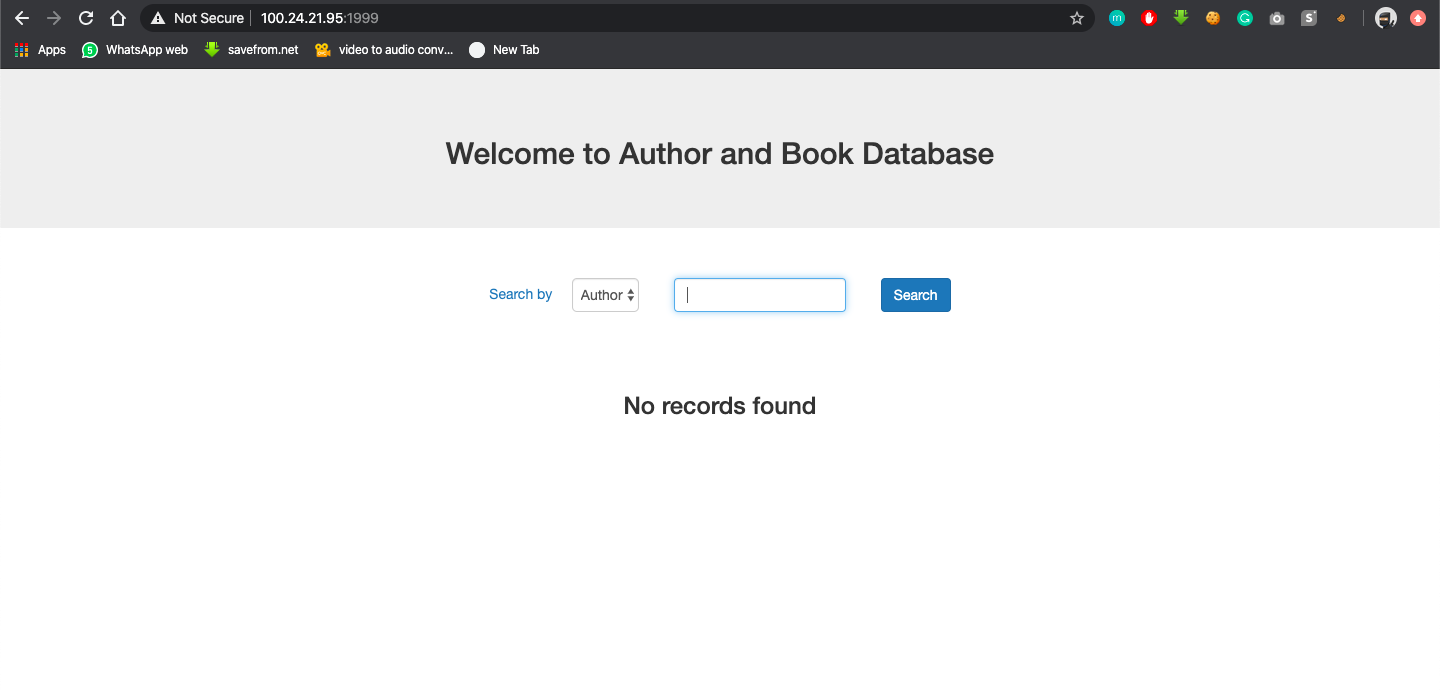 Not Secure 100.24.21.95:1999
Apps WhatsApp web savefrom.net video to audio conv... New Tab
Welcome to Author and Book Database
Search by Author Search
No records found